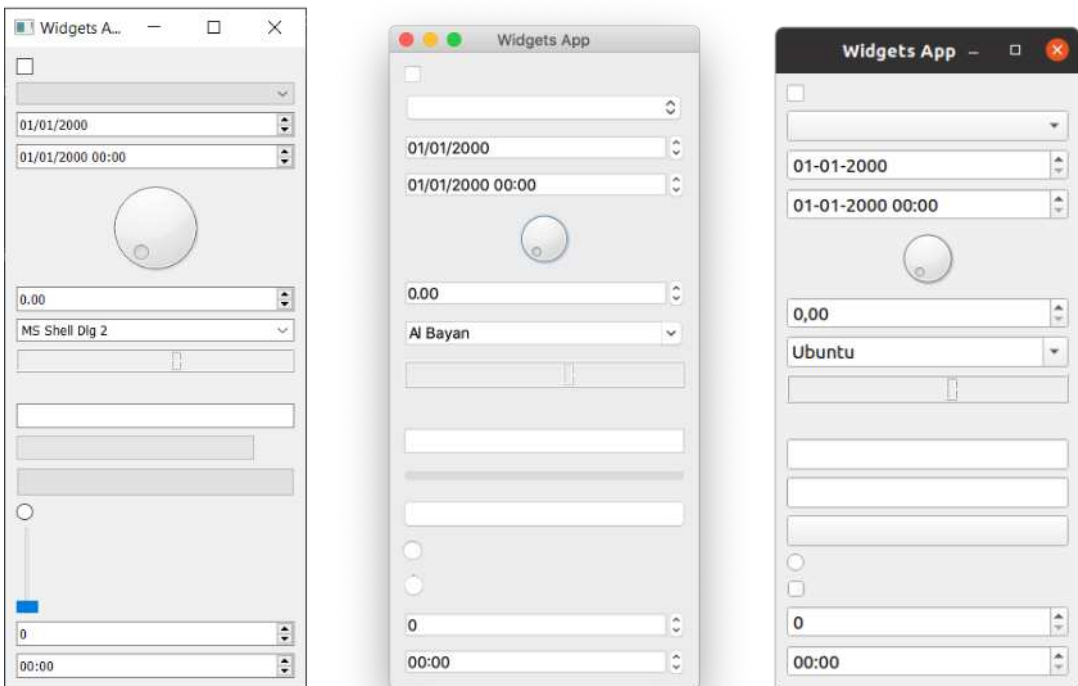 Widgets A...
01/01/2000
01/01/2000 00:00
0.00
MS Shell Dlg 2
0
00:00
Widgets App
01/01/2000
01/01/2000 00:00
0.00
Al Bayan
0
00:00
Widgets App
01-01-2000
01-01-2000 00:00
0,00
Ubuntu
0
00:00